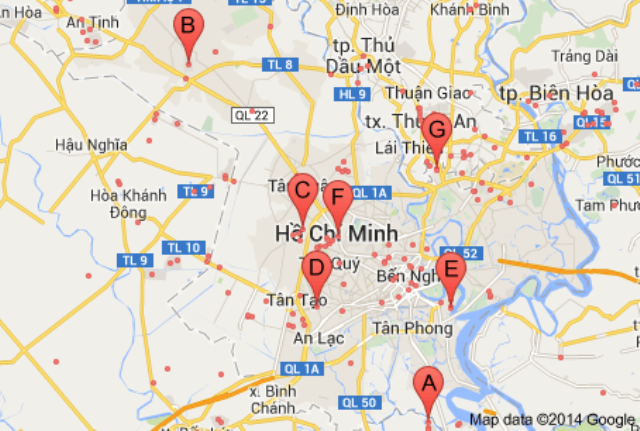 Định Hòa
Khánh Bình
An Hòa
An Tịnh
B
tp. Thủ
Dầu Một
TL 8
Trảng Dài
HL 9
Thuận Giao
tp. Biên Hòa
QL 22
tx. Thu An
QL 15
G
TL 16
Hậu Nghĩa
Lái Thiê
Phước
QL 51
Tâ
C
F
QL 1A
Hòa Khánh
Đông
TL 9
Tam Phư
Hồ Chí Minh
TL 10
TL 9
QL 52
D
Quý
Bến Ngh
E
Tân Tạo
An Lạc
Tân Phong
QL 1A
x. Bình
Chánh
QL 50
A
Map data ©2014 Google